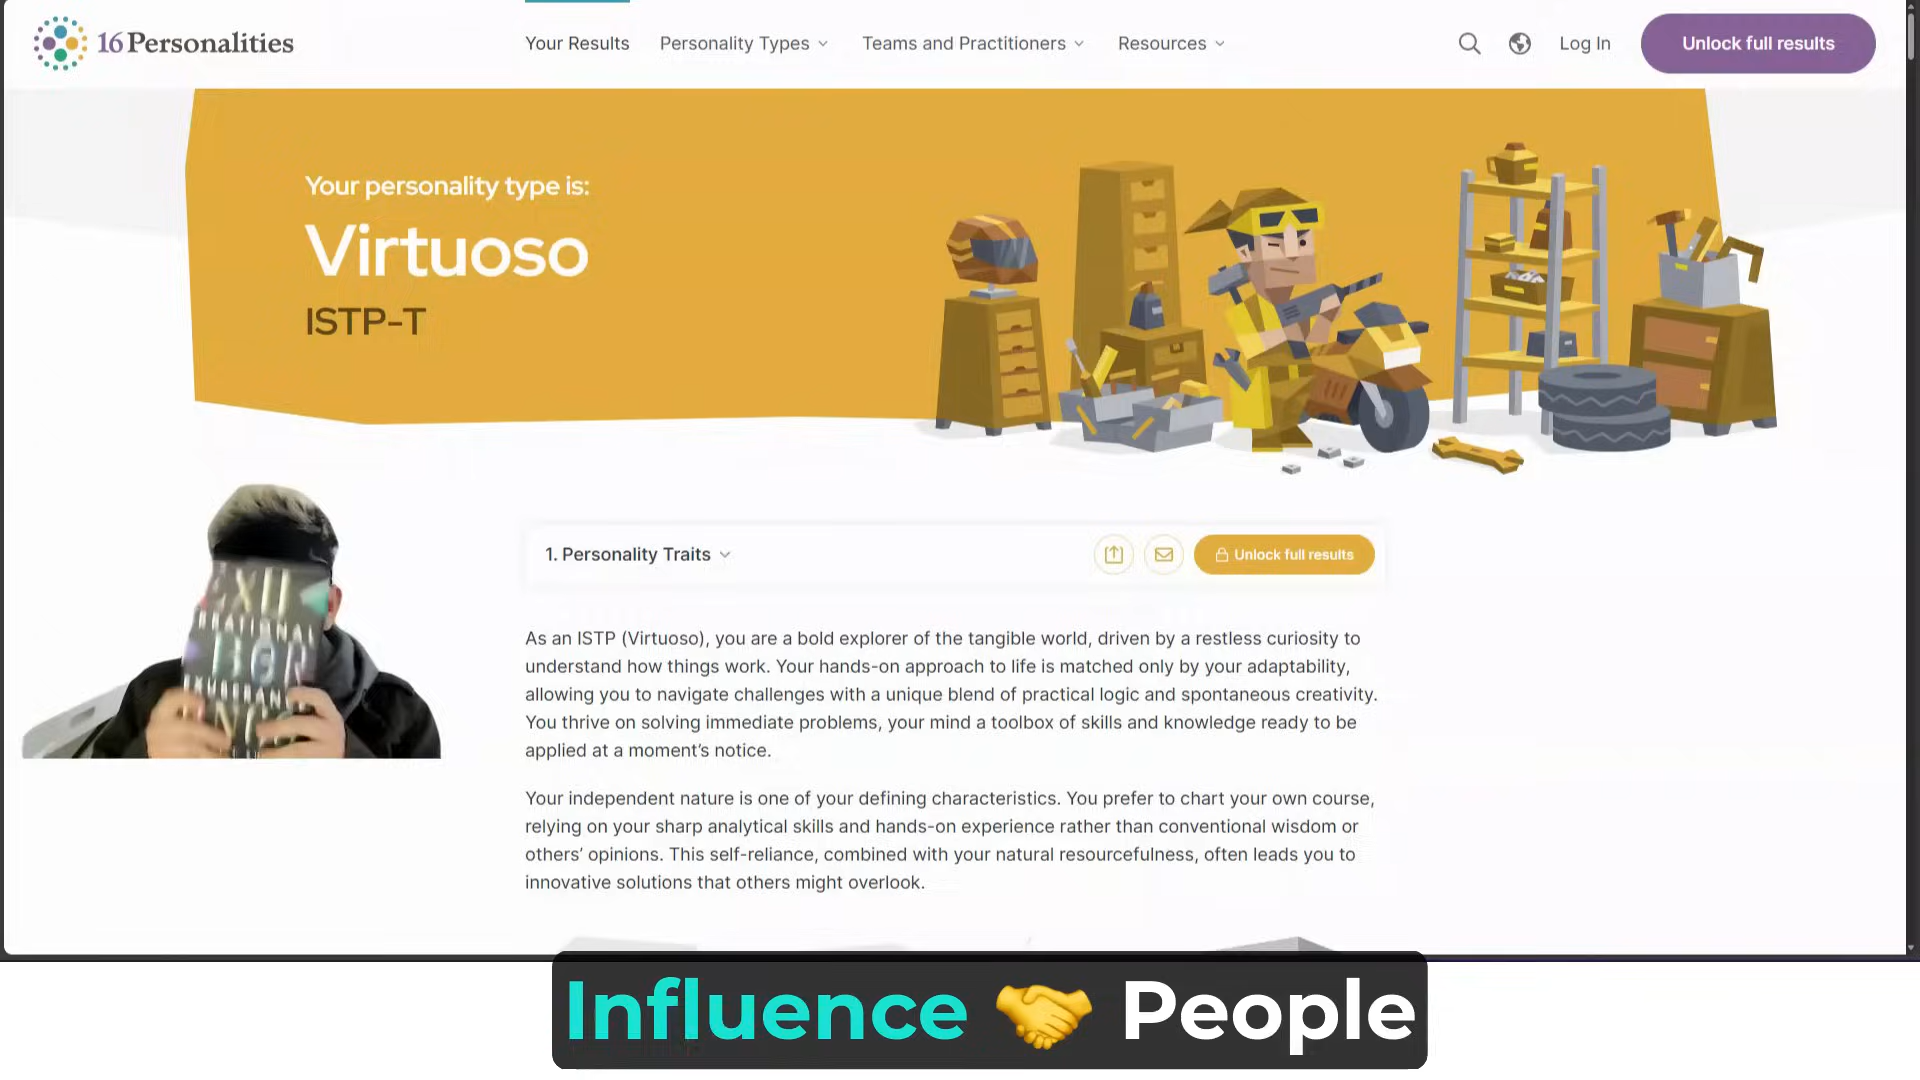 16Personalities
Your Results
Personality Types
Teams and Practitioners
Resources
Log In
Unlock full results
Your personality type is:
Virtuoso
ISTP-T
1. Personality Traits
Unlock full results
As an ISTP (Virtuoso), you are a bold explorer of the tangible world, driven by a restless curiosity to
understand how things work. Your hands-on approach to life is matched only by your adaptability,
allowing you to navigate challenges with a unique blend of practical logic and spontaneous creativity.
You thrive on solving immediate problems, your mind a toolbox of skills and knowledge ready to be
applied at a moment’s notice.
Your independent nature is one of your defining characteristics. You prefer to chart your own course,
relying on your sharp analytical skills and hands-on experience rather than conventional wisdom or
others’ opinions. This self-reliance, combined with your natural resourcefulness, often leads you to
innovative solutions that others might overlook.
Influence 🤝 People